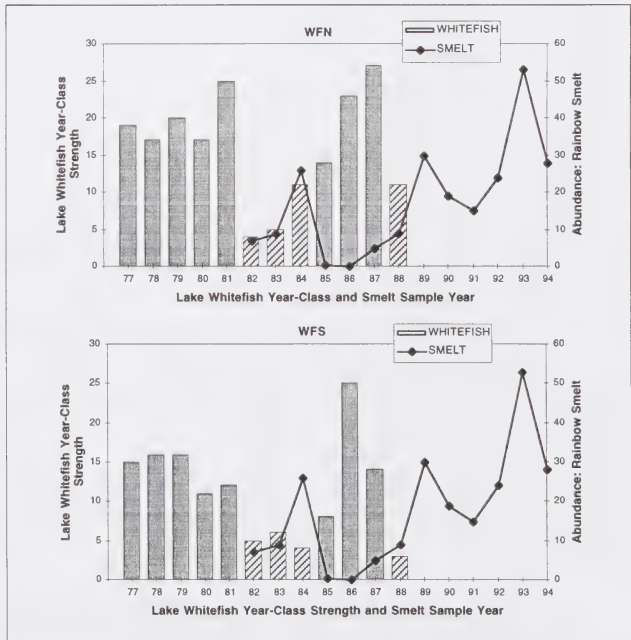 WFN
WHITEFISH
SMELT
30
25
20
15
10
5
0
60
50
40
30
20
10
0
Lake Whitefish Year-Class
Strength
Abundance: Rainbow Smelt
77 78 79 80 81 82 83 84 85 86 87 88 89 90 91 92 93 94
Lake Whitefish Year-Class and Smelt Sample Year
WFS
WHITEFISH
SMELT
30
25
20
15
10
5
0
60
50
40
30
20
10
0
Lake Whitefish Year-Class
Strength
Abundance: Rainbow Smelt
77 78 79 80 81 82 83 84 85 86 87 88 89 90 91 92 93 94
Lake Whitefish Year-Class Strength and Smelt Sample Year